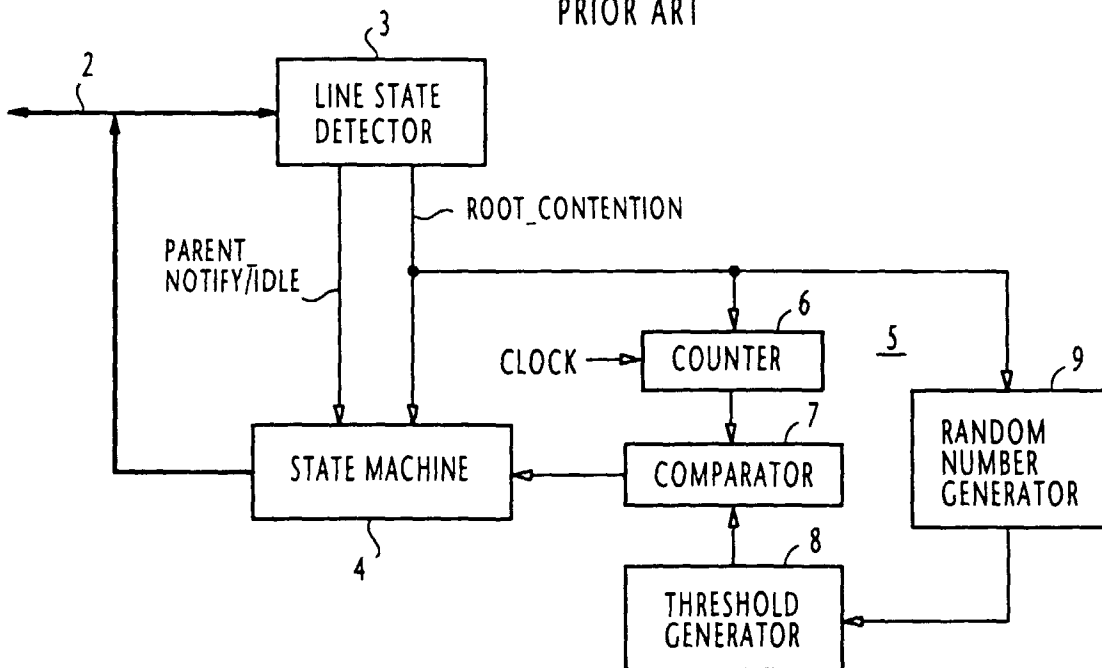 PRIOR ART
3
2
LINE STATE
DETECTOR
ROOT_CONTENTION
PARENT_
NOTIFY/IDLE
6
5
CLOCK
COUNTER
9
7
RANDOM
NUMBER
GENERATOR
STATE MACHINE
COMPARATOR
4
8
THRESHOLD
GENERATOR